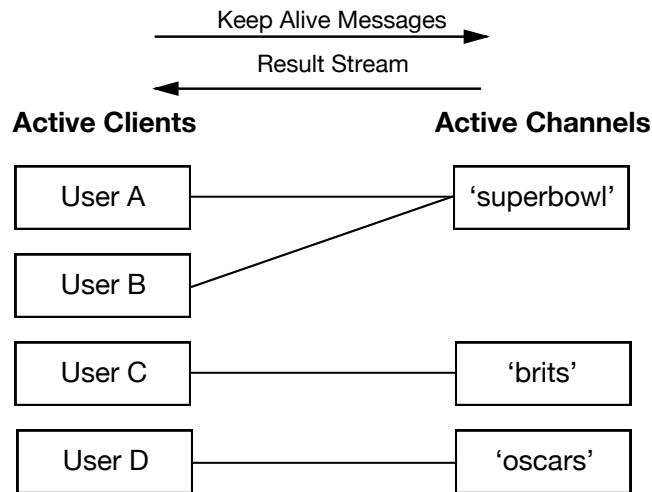 Keep Alive Messages
Result Stream
Active Clients
Active Channels
User A
‘superbowl’
User B
User C
‘brits’
User D
‘oscars’